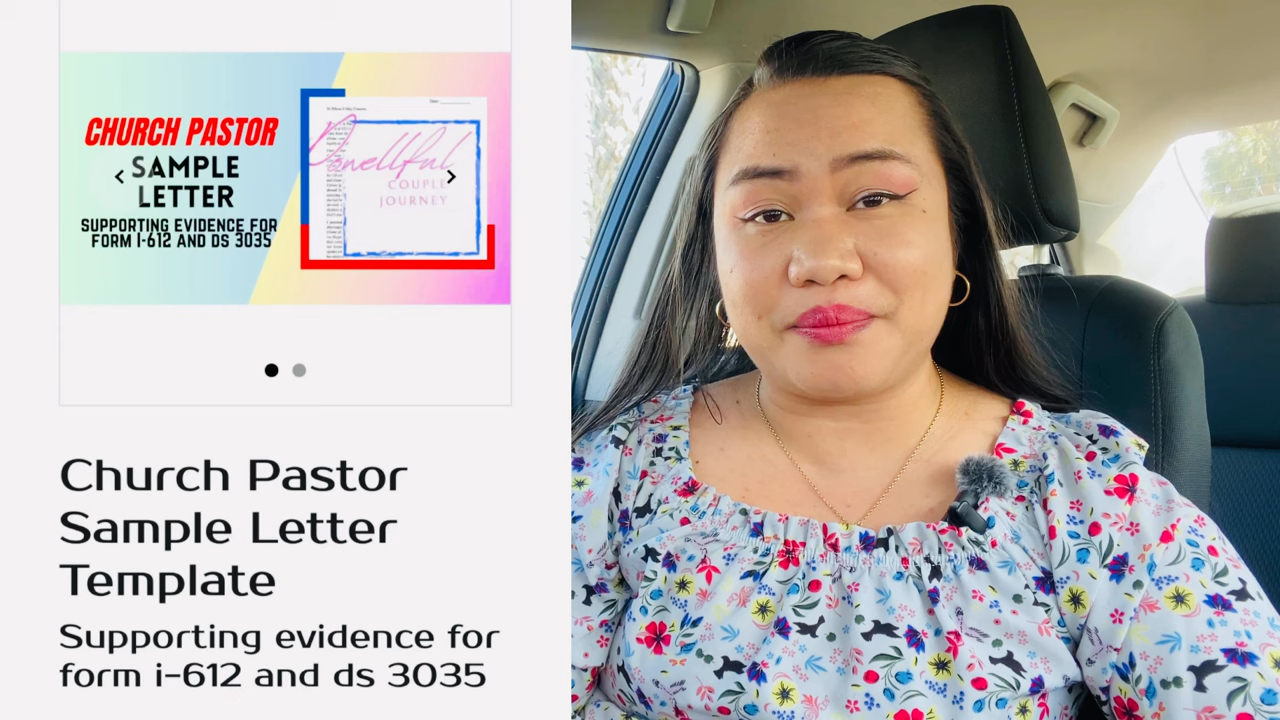 CHURCH PASTOR
SAMPLE
LETTER
SUPPORTING EVIDENCE FOR
FORM I-612 AND DS 3035
Powellful
COUPLE
JOURNEY
Church Pastor
Sample Letter
Template
Supporting evidence for
form i-612 and ds 3035